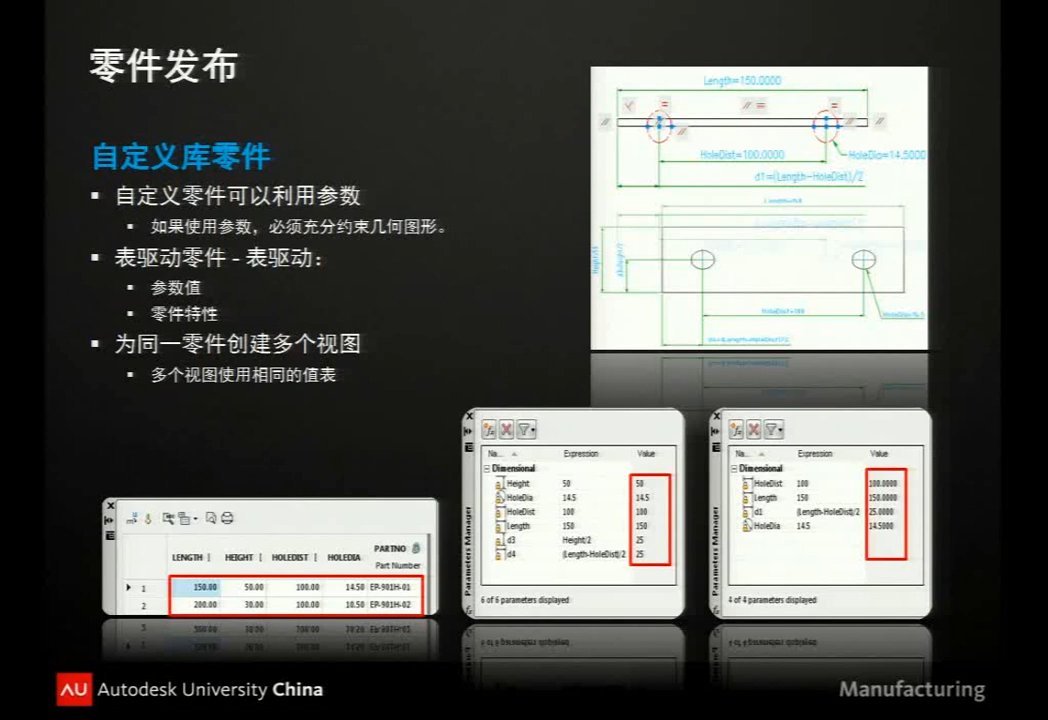 零件发布
自定义库零件
▪ 自定义零件可以利用参数
▪ 如果使用参数，必须充分约束几何图形。
▪ 表驱动零件 - 表驱动：
▪ 参数值
▪ 零件特性
▪ 为同一零件创建多个视图
▪ 多个视图使用相同的值表
Length=150.0000
HoleDist=100.0000
HoleDia=14.5000
d1=(Length-HoleDist)/2
HoleDist=100
LENGTH HEIGHT HOLEDIST HOLEDIA PARTNO
Part Number
1 150.00 50.00 100.00 14.50 EP-901H-01
2 200.00 30.00 100.00 10.50 EP-901H-02
Parameters Manager
Na... Expression Value
Dimensional
Height 50 50
HoleDia 14.5 14.5
HoleDist 100 100
Length 150 150
d3 Height/2 25
d4 (Length-HoleDist)/2 25
6 of 6 parameters displayed
Parameters Manager
Na... Expression Value
Dimensional
HoleDist 100 100.0000
Length 150 150.0000
d1 (Length-HoleDist)/2 25.0000
HoleDia 14.5 14.5000
4 of 4 parameters displayed
AU Autodesk University China
Manufacturing